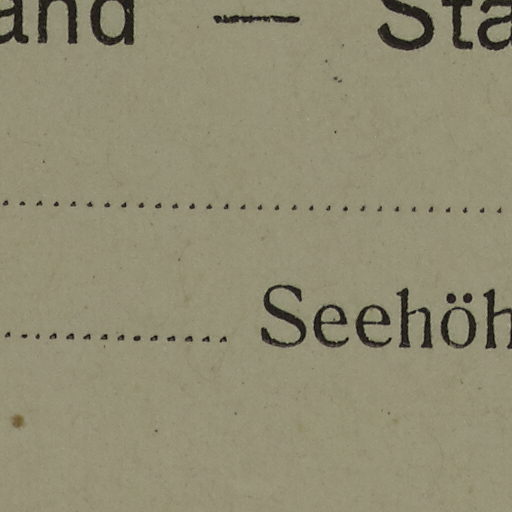 and — Sta
Seehöh